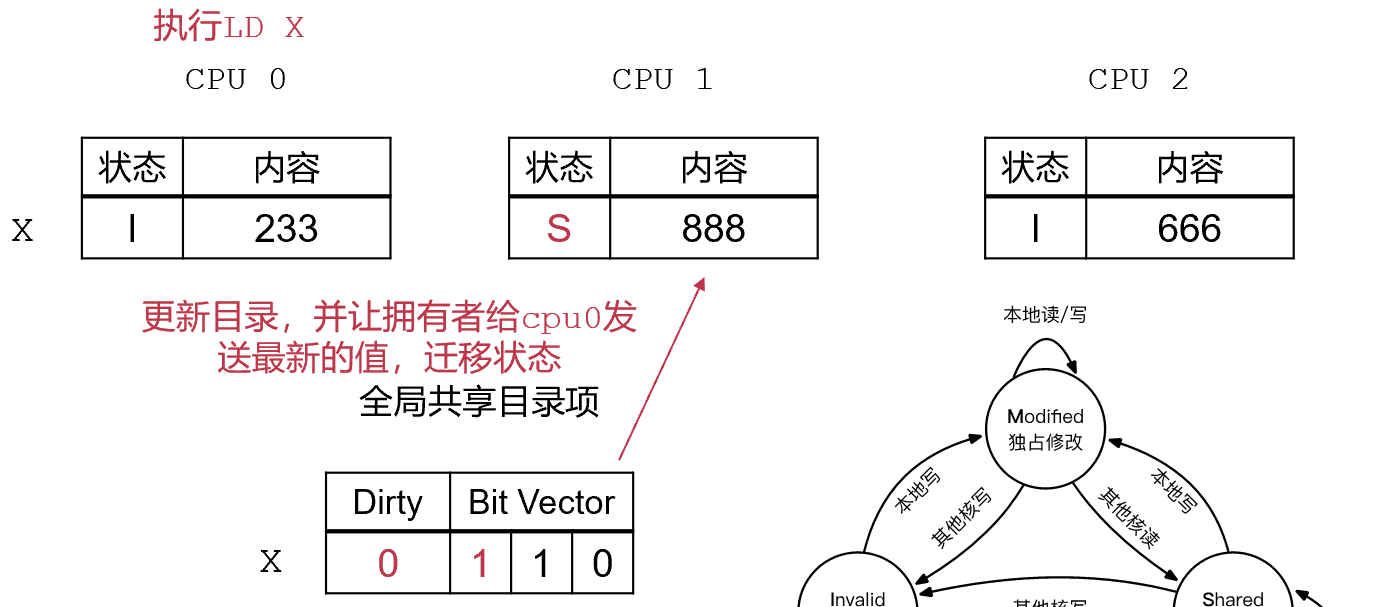 执行LD X
CPU 0
CPU 1
CPU 2
状态 内容
状态 内容
状态 内容
X
I 233
S 888
I 666
更新目录，并让拥有者给cpu0发
送最新的值，迁移状态
全局共享目录项
Dirty Bit Vector
X
0 1 1 0
本地读/写
Modified
独占修改
本地写
其他核写
其他核读
本地写
Invalid
Shared
其他核写